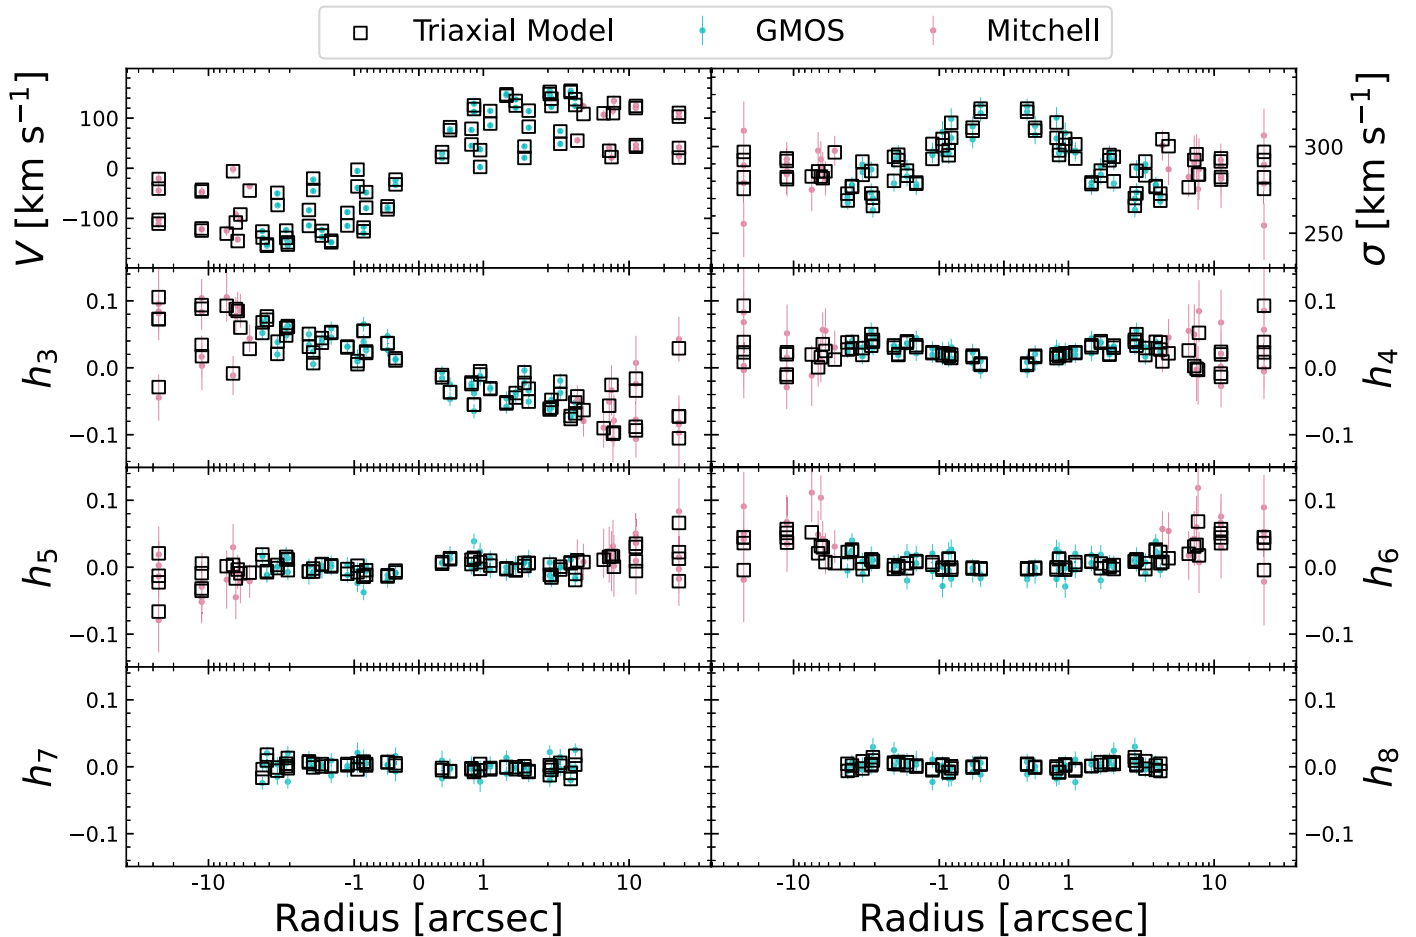 Triaxial Model GMOS Mitchell
V [km s⁻¹]
100
0
−100
σ [km s⁻¹]
300
250
h₃
0.1
0.0
−0.1
h₄
0.1
0.0
−0.1
h₅
0.1
0.0
−0.1
h₆
0.1
0.0
−0.1
h₇
0.1
0.0
−0.1
h₈
0.1
0.0
−0.1
-10 -1 0 1 10
-10 -1 0 1 10
Radius [arcsec]
Radius [arcsec]